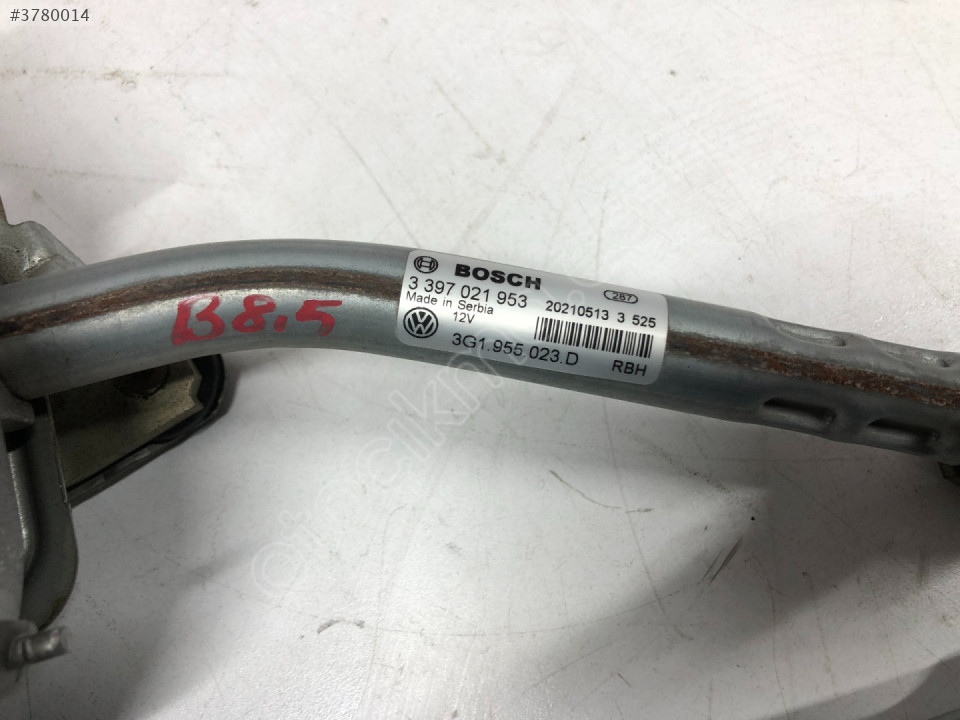 #3780014
BOSCH
287
3 397 021 953
20210513 3 525
Made in Serbia
12V
3G1.955.023.D
RBH
B8.5